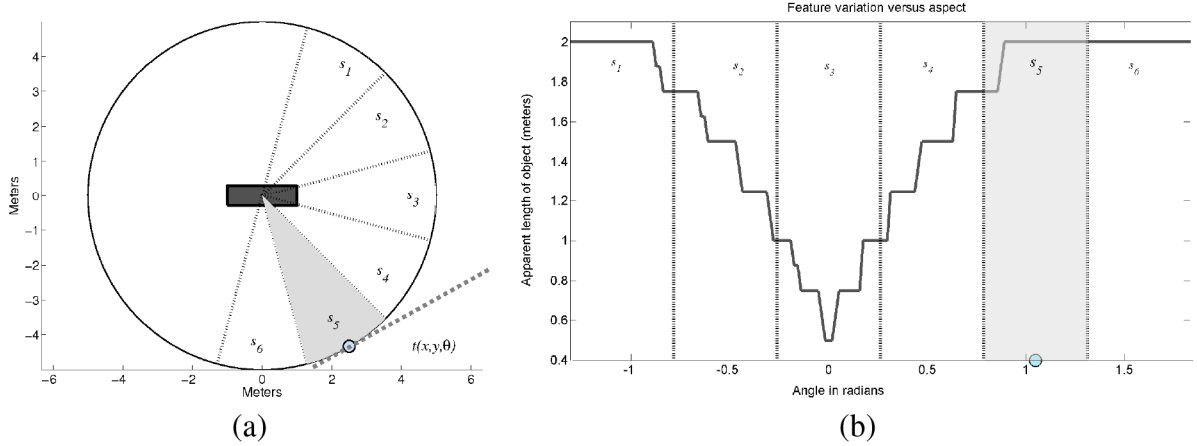 5
4
3
2
1
0
−1
−2
−3
−4
−6
−4
−2
0
2
4
6
Meters
Meters
s1
s2
s3
s4
s5
s6
t(x,y,θ)
(a)
Feature variation versus aspect
2
1.8
1.6
1.4
1.2
1
0.8
0.6
0.4
-1
-0.5
0
0.5
1
1.5
Apparent length of object (meters)
Angle in radians
s1
s2
s3
s4
s5
s6
(b)